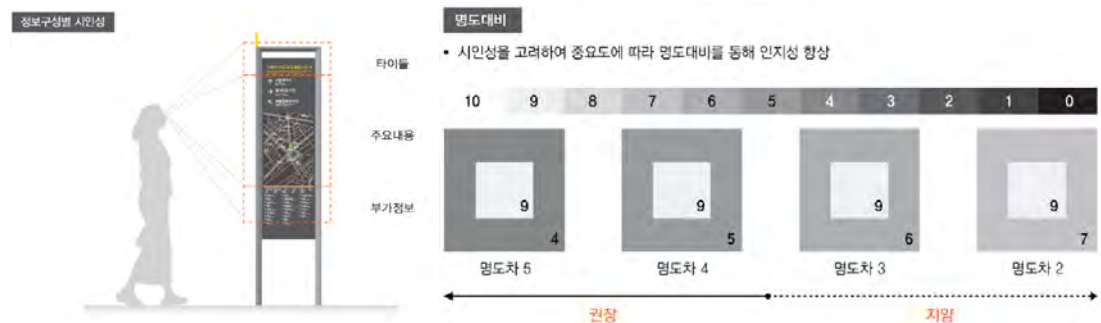 정보구성별 시인성
타이틀
주요내용
부가정보
명도대비
• 시인성을 고려하여 중요도에 따라 명도대비를 통해 인지성 향상
10 9 8 7 6 5 4 3 2 1 0
9 9 9 9
4 5 6 7
명도차 5 명도차 4 명도차 3 명도차 2
권장 지양